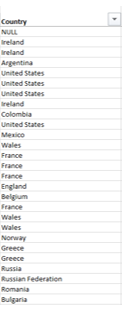 Country
NULL
Ireland
Ireland
Argentina
United States
United States
United States
Ireland
Colombia
United States
Mexico
Wales
France
France
France
England
Belgium
France
Wales
Wales
Norway
Greece
Greece
Russia
Russian Federation
Romania
Bulgaria